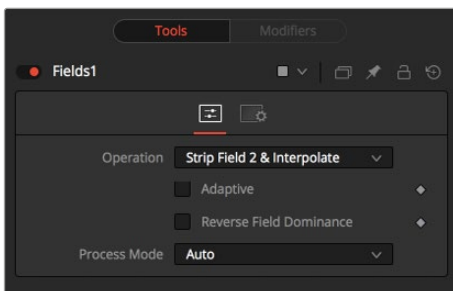 Tools Modifiers
Fields1
Operation Strip Field 2 & Interpolate
Adaptive
Reverse Field Dominance
Process Mode Auto